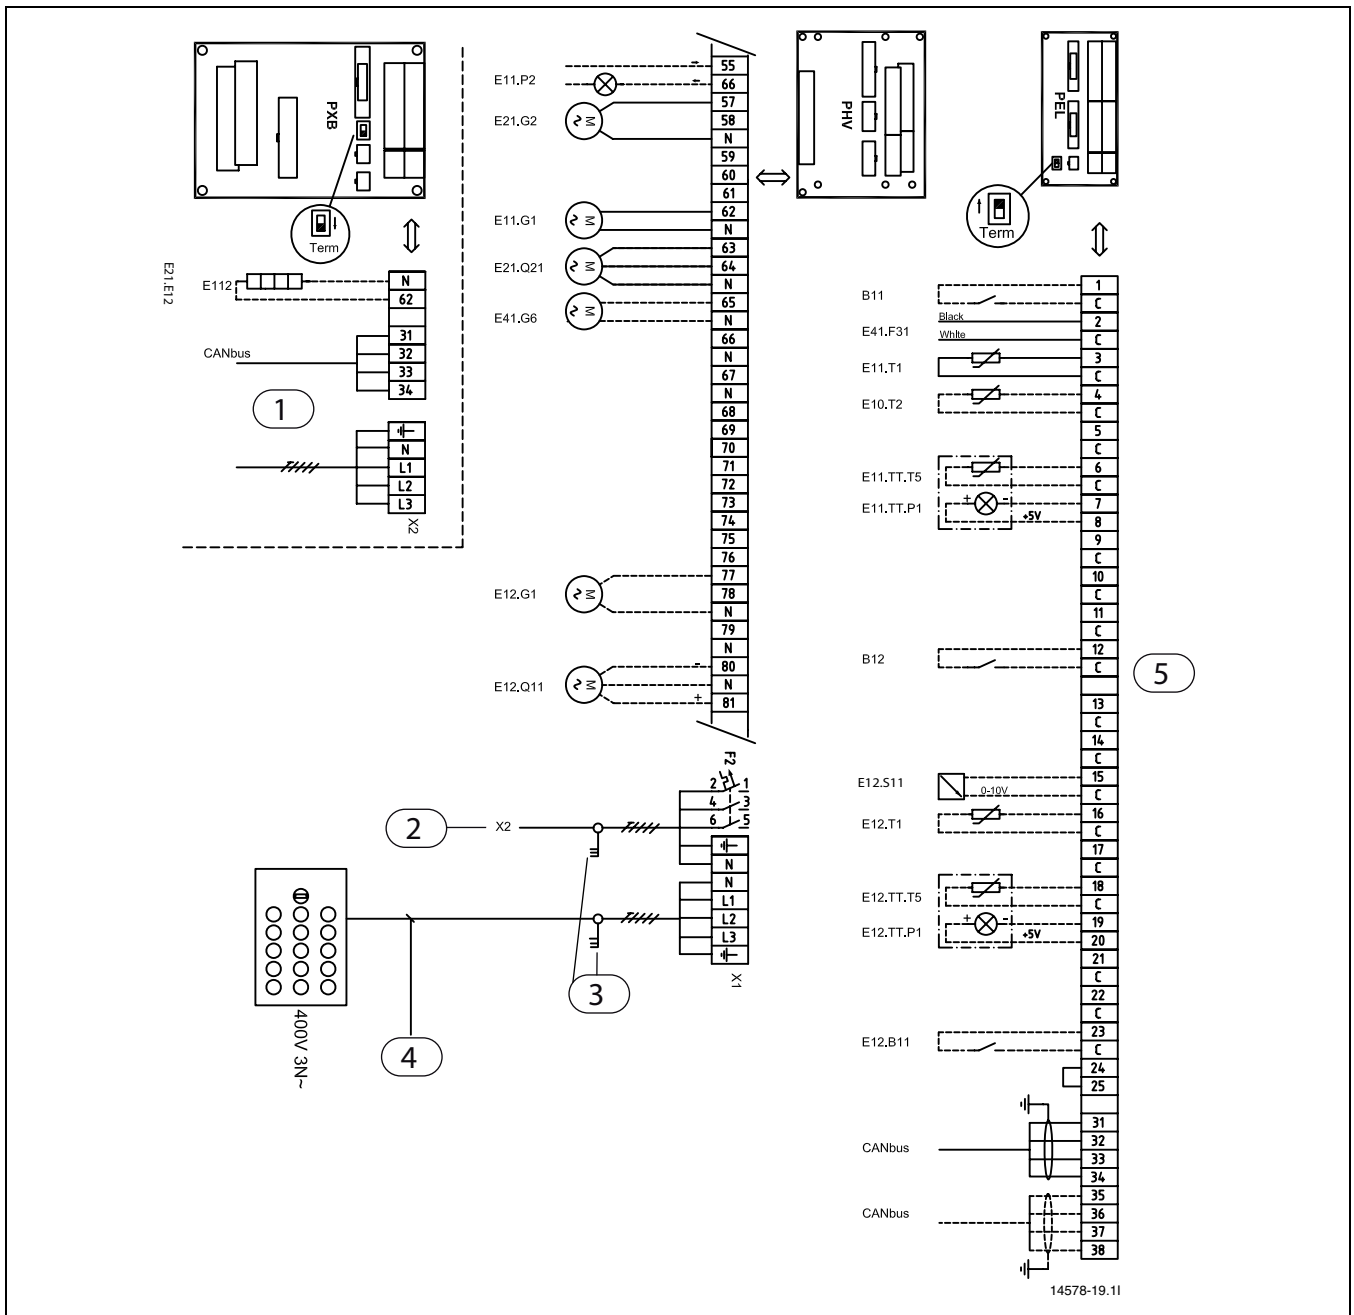 PXB
Term
E21.E12
E112
N
62
CANbus
31
32
33
34
1
N
L1
L2
L3
X2
E11.P2
55
66
E21.G2
M
57
58
N
59
60
61
E11.G1
M
62
N
E21.Q21
M
63
64
N
E41.G6
M
65
N
66
N
67
N
68
69
70
71
72
73
74
75
76
E12.G1
M
77
78
N
79
N
E12.Q11
M
-
80
N
+
81
F2
2 1
4 3
6 5
2
X2
N
N
L1
L2
L3
X1
3
4
400V 3N~
PHV
PEL
Term
B11
1
C
E41.F31
Black
2
White
C
E11.T1
3
C
E10.T2
4
C
5
C
E11.TT.T5
6
C
E11.TT.P1
+ -
7
+5V
8
9
C
10
C
11
C
B12
12
C
5
13
C
14
C
E12.S11
15
0-10V
C
E12.T1
16
C
17
C
E12.TT.T5
18
C
E12.TT.P1
+ -
19
+5V
20
21
C
22
C
E12.B11
23
C
24
25
CANbus
31
32
33
34
CANbus
35
36
37
38
14578-19.1I